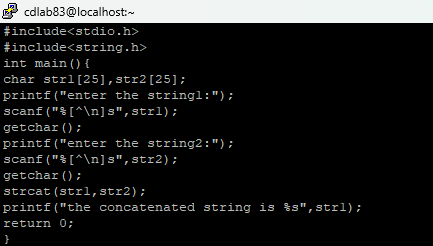 cdlab83@localhost:~
#include<stdio.h>
#include<string.h>
int main(){
char str1[25],str2[25];
printf("enter the string1:");
scanf("%[^\n]s",str1);
getchar();
printf("enter the string2:");
scanf("%[^\n]s",str2);
getchar();
strcat(str1,str2);
printf("the concatenated string is %s",str1);
return 0;
}